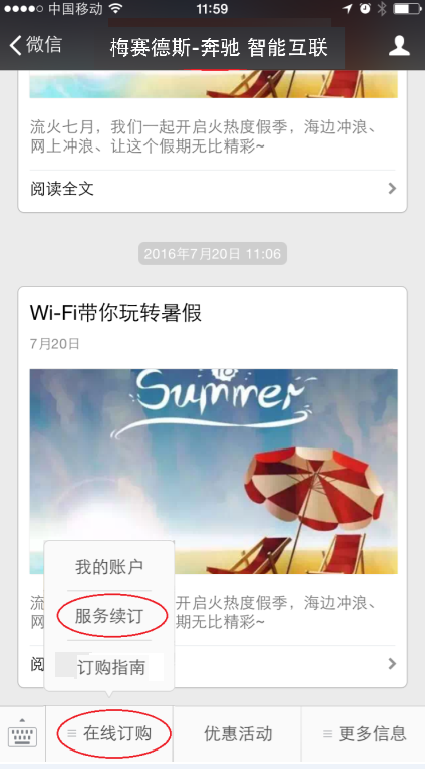 中国移动 11:59
微信 梅赛德斯-奔驰 智能互联
流火七月，我们一起开启火热度假季，海边冲浪、
网上冲浪、让这个假期无比精彩~
阅读全文
2016年7月20日 11:06
Wi-Fi带你玩转暑假
7月20日
Summer
我的账户
流
开启火热度假季，海边冲浪、
服务续订
网
个假期无比精彩~
阅
订购指南
在线订购 优惠活动 更多信息